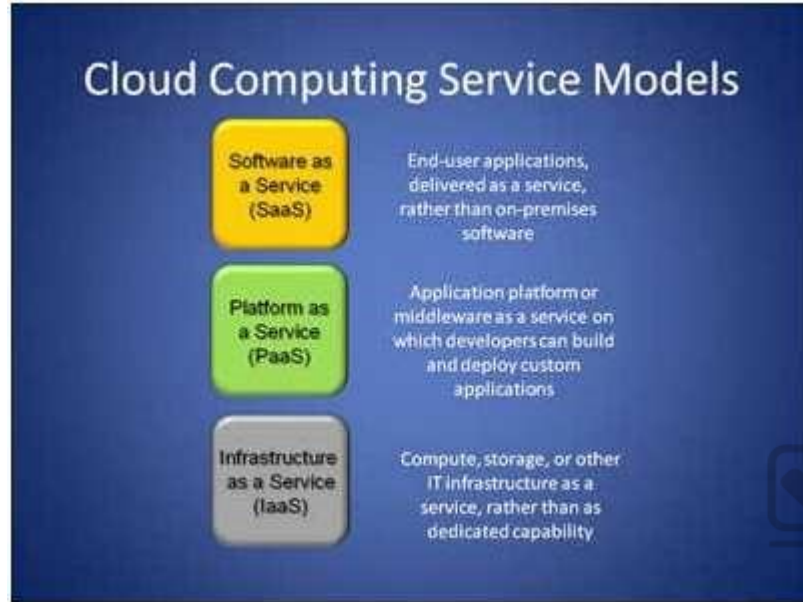 Cloud Computing Service Models
Software as
a Service
(SaaS)
End-user applications,
delivered as a service,
rather than on-premises
software
Platform as
a Service
(PaaS)
Application platform or
middleware as a service on
which developers can build
and deploy custom
applications
Infrastructure
as a Service
(IaaS)
Compute, storage, or other
IT infrastructure as a
service, rather than as
dedicated capability